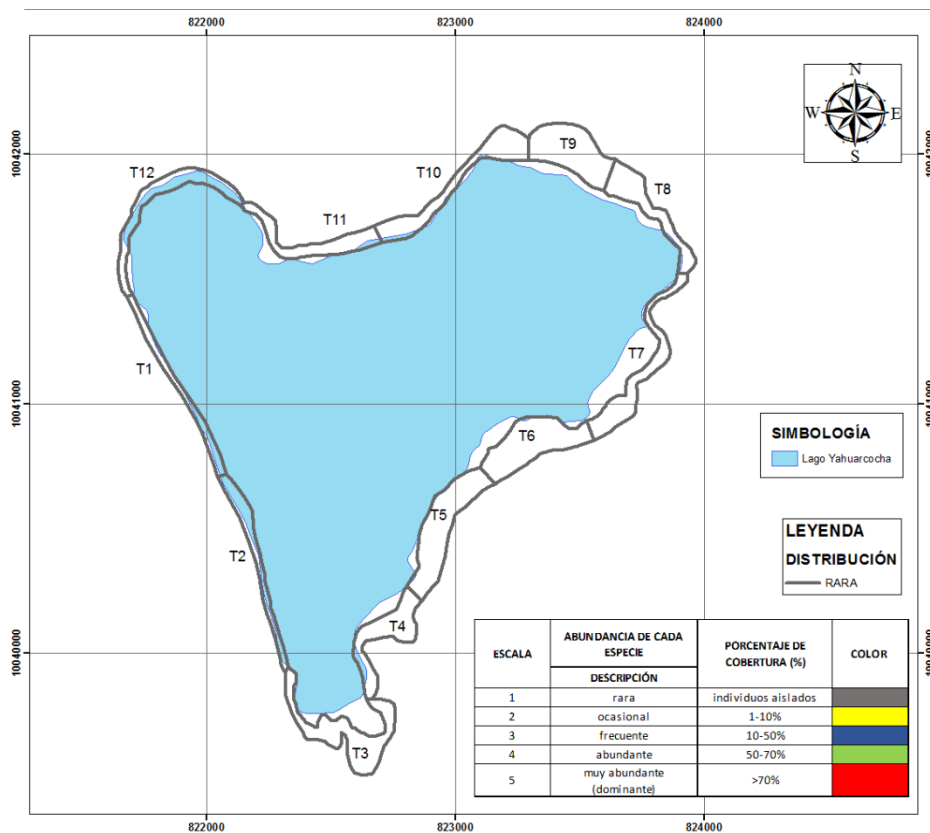 822000 823000 824000
N
W E
S
10042000 10042000
T9
T12 T10
T8
T11
T1 T7
10041000 10041000
T6
SIMBOLOGÍA
Lago Yahuarcocha
T5
LEYENDA
DISTRIBUCIÓN
RARA
T2
T4
10040000 10040000
T3
ESCALA ABUNDANCIA DE CADA ESPECIE PORCENTAJE DE COBERTURA (%) COLOR
DESCRIPCIÓN
1 rara individuos aislados
2 ocasional 1-10%
3 frecuente 10-50%
4 abundante 50-70%
5 muy abundante (dominante) >70%
822000 823000 824000